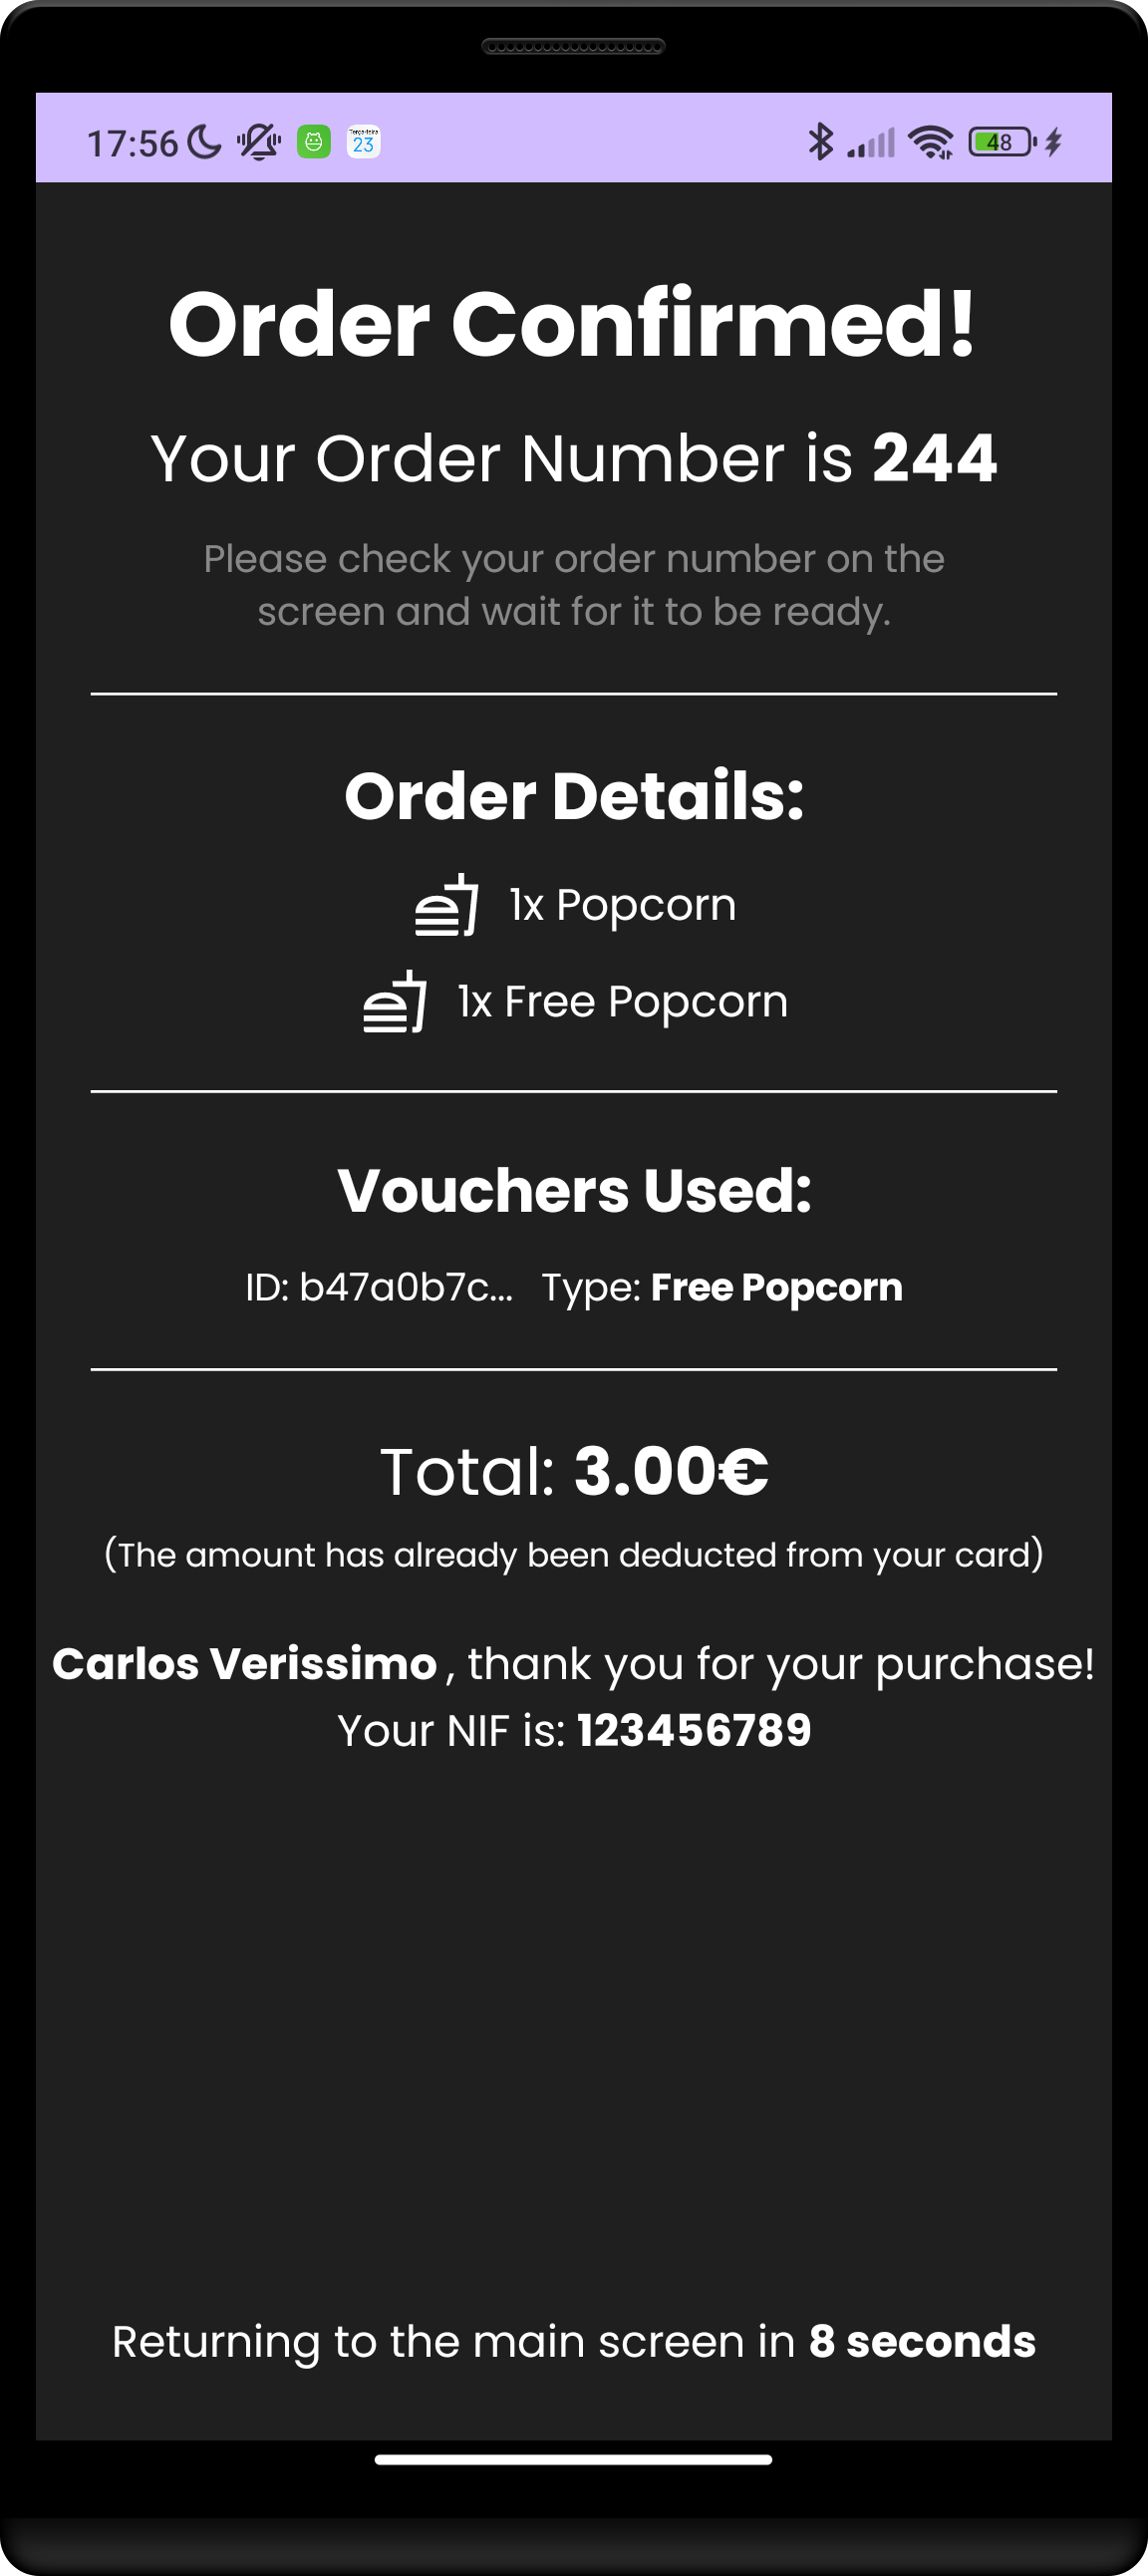 17:56
Terça-feira
23
48
Order Confirmed!
Your Order Number is 244
Please check your order number on the
screen and wait for it to be ready.
Order Details:
1x Popcorn
1x Free Popcorn
Vouchers Used:
ID: b47a0b7c... Type: Free Popcorn
Total: 3.00€
(The amount has already been deducted from your card)
Carlos Verissimo , thank you for your purchase!
Your NIF is: 123456789
Returning to the main screen in 8 seconds